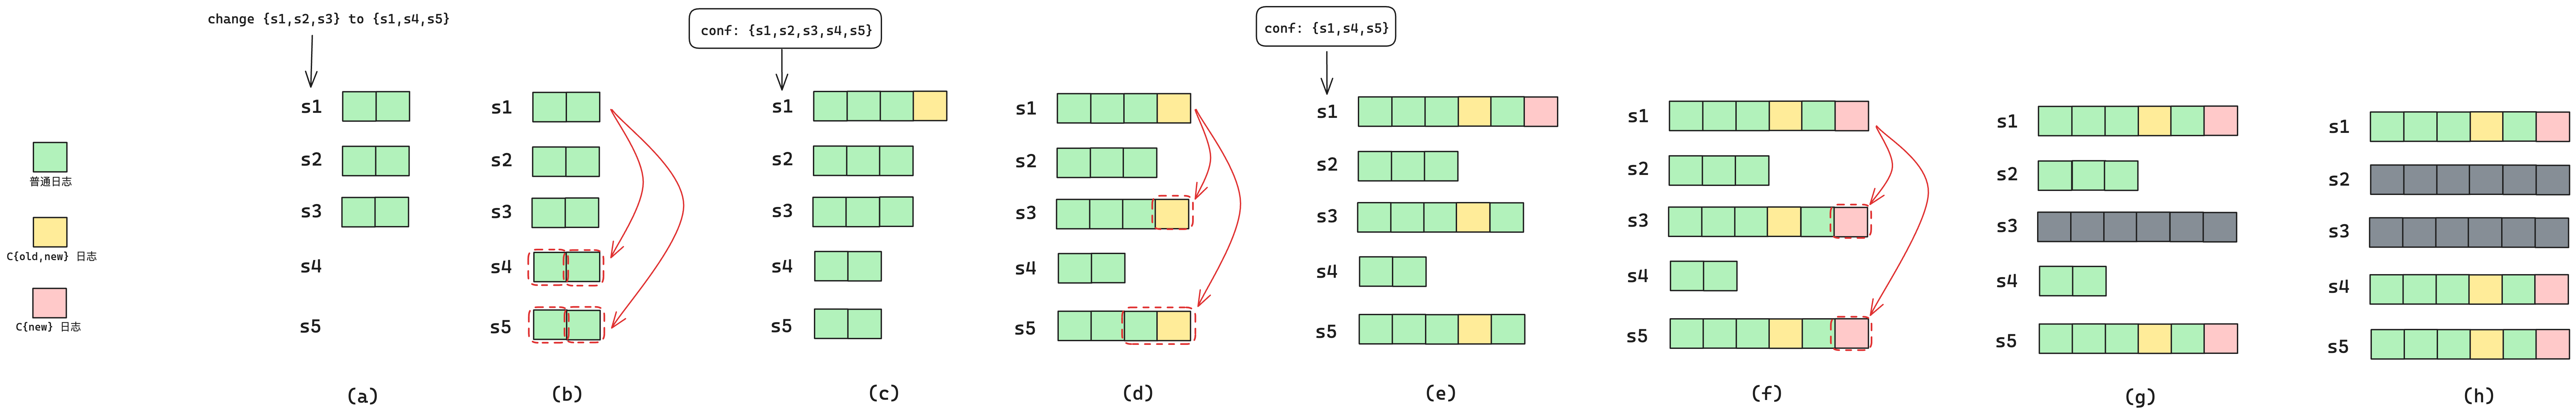 change {s1,s2,s3} to {s1,s4,s5}
conf: {s1,s2,s3,s4,s5}
conf: {s1,s4,s5}
普通日志
C{old,new} 日志
C{new} 日志
s1
s2
s3
s4
s5
(a)
s1
s2
s3
s4
s5
(b)
s1
s2
s3
s4
s5
(c)
s1
s2
s3
s4
s5
(d)
s1
s2
s3
s4
s5
(e)
s1
s2
s3
s4
s5
(f)
s1
s2
s3
s4
s5
(g)
s1
s2
s3
s4
s5
(h)